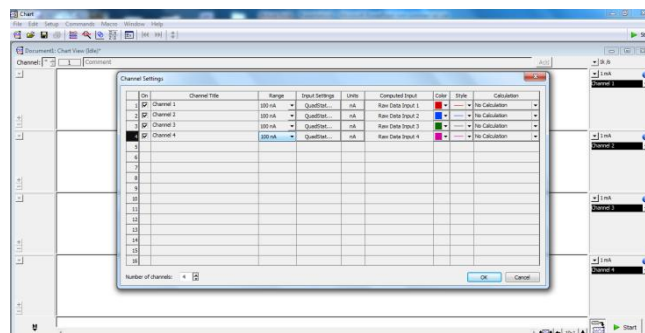 Chart
File Edit Setup Commands Macro Window Help
Document1: Chart View (Idle)*
Channel: 1 Comment Add
1k /s
Channel Settings
On Channel Title Range Input Settings Units Computed Input Color Style Calculation
1 Channel 1 100 nA QuadStat... nA Raw Data Input 1 No Calculation
2 Channel 2 100 nA QuadStat... nA Raw Data Input 2 No Calculation
3 Channel 3 100 nA QuadStat... nA Raw Data Input 3 No Calculation
4 Channel 4 100 nA QuadStat... nA Raw Data Input 4 No Calculation
5
6
7
8
9
10
11
12
13
14
15
16
Number of channels: 4 OK Cancel
1 mA
Channel 1
1 mA
Channel 2
1 mA
Channel 3
1 mA
Channel 4
Start